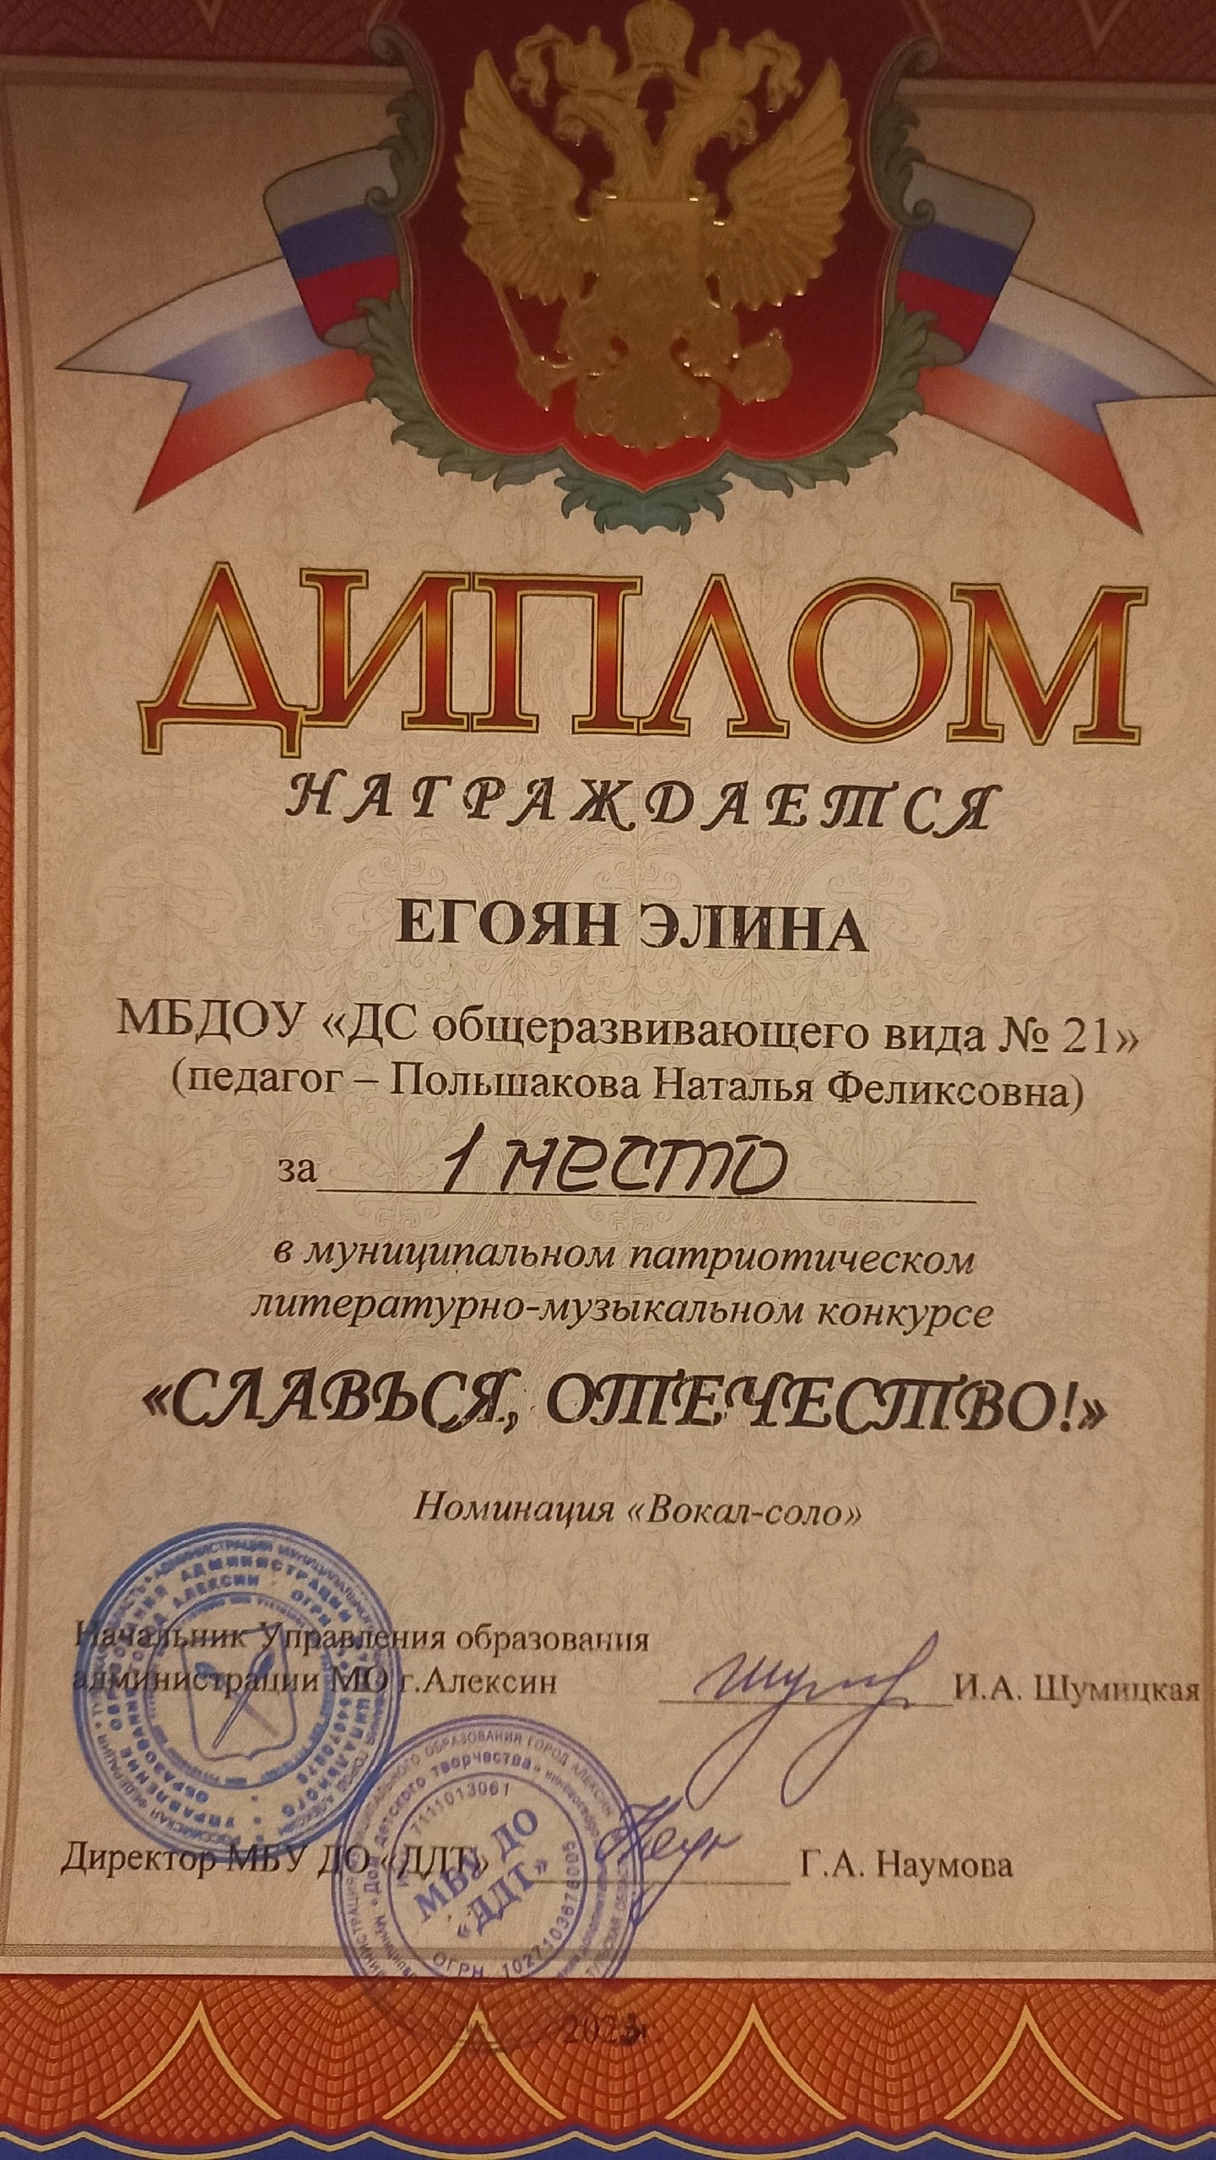 ДИПЛОМ
НАГРАЖДАЕТСЯ
ЕГОЯН ЭЛИНА
МБДОУ «ДС общеразвивающего вида № 21»
(педагог – Польшакова Наталья Феликсовна)
за 1 место
в муниципальном патриотическом
литературно-музыкальном конкурсе
«СЛАВЬСЯ, ОТЕЧЕСТВО!»
Номинация «Вокал-соло»
Начальник Управления образования
администрации МО г.Алексин
И.А. Шумицкая
Директор МБУ ДО «ДДТ»
Г.А. Наумова
МБУ ДО
«ДДТ»
7111013061
ОГРН